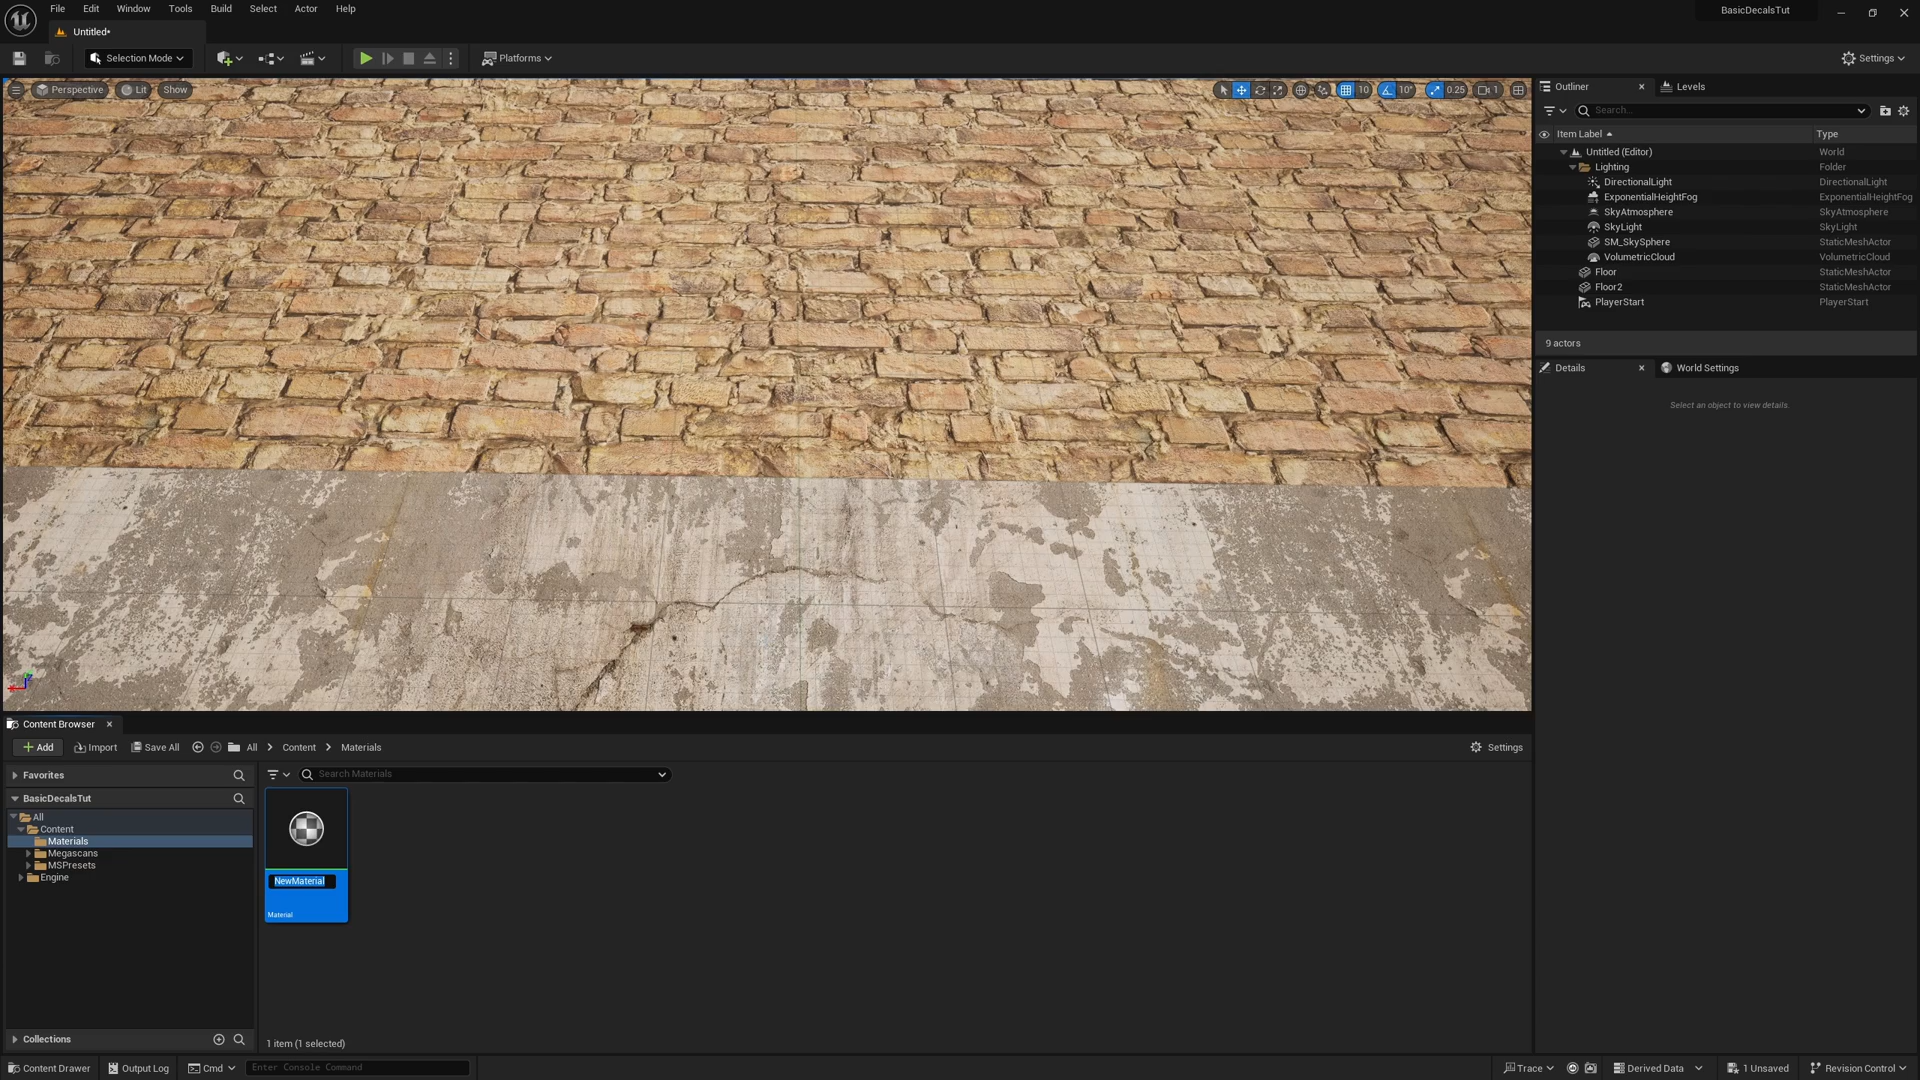 File Edit Window Tools Build Select Actor Help
BasicDecalsTut
Untitled*
Selection Mode
Platforms
Settings
Perspective Lit Show
10 10° 0.25 1
Outliner Levels
Search...
Item Label Type
Untitled (Editor) World
Lighting Folder
DirectionalLight DirectionalLight
ExponentialHeightFog ExponentialHeightFog
SkyAtmosphere SkyAtmosphere
SkyLight SkyLight
SM_SkySphere StaticMeshActor
VolumetricCloud VolumetricCloud
Floor StaticMeshActor
Floor2 StaticMeshActor
PlayerStart PlayerStart
9 actors
Details World Settings
Select an object to view details.
Content Browser
Add Import Save All All Content Materials
Settings
Favorites
Search Materials
BasicDecalsTut
All
Content
Materials
Megascans
MSPresets
Engine
NewMaterial
Material
Collections
1 item (1 selected)
Content Drawer Output Log Cmd Enter Console Command
Trace Derived Data 1 Unsaved Revision Control